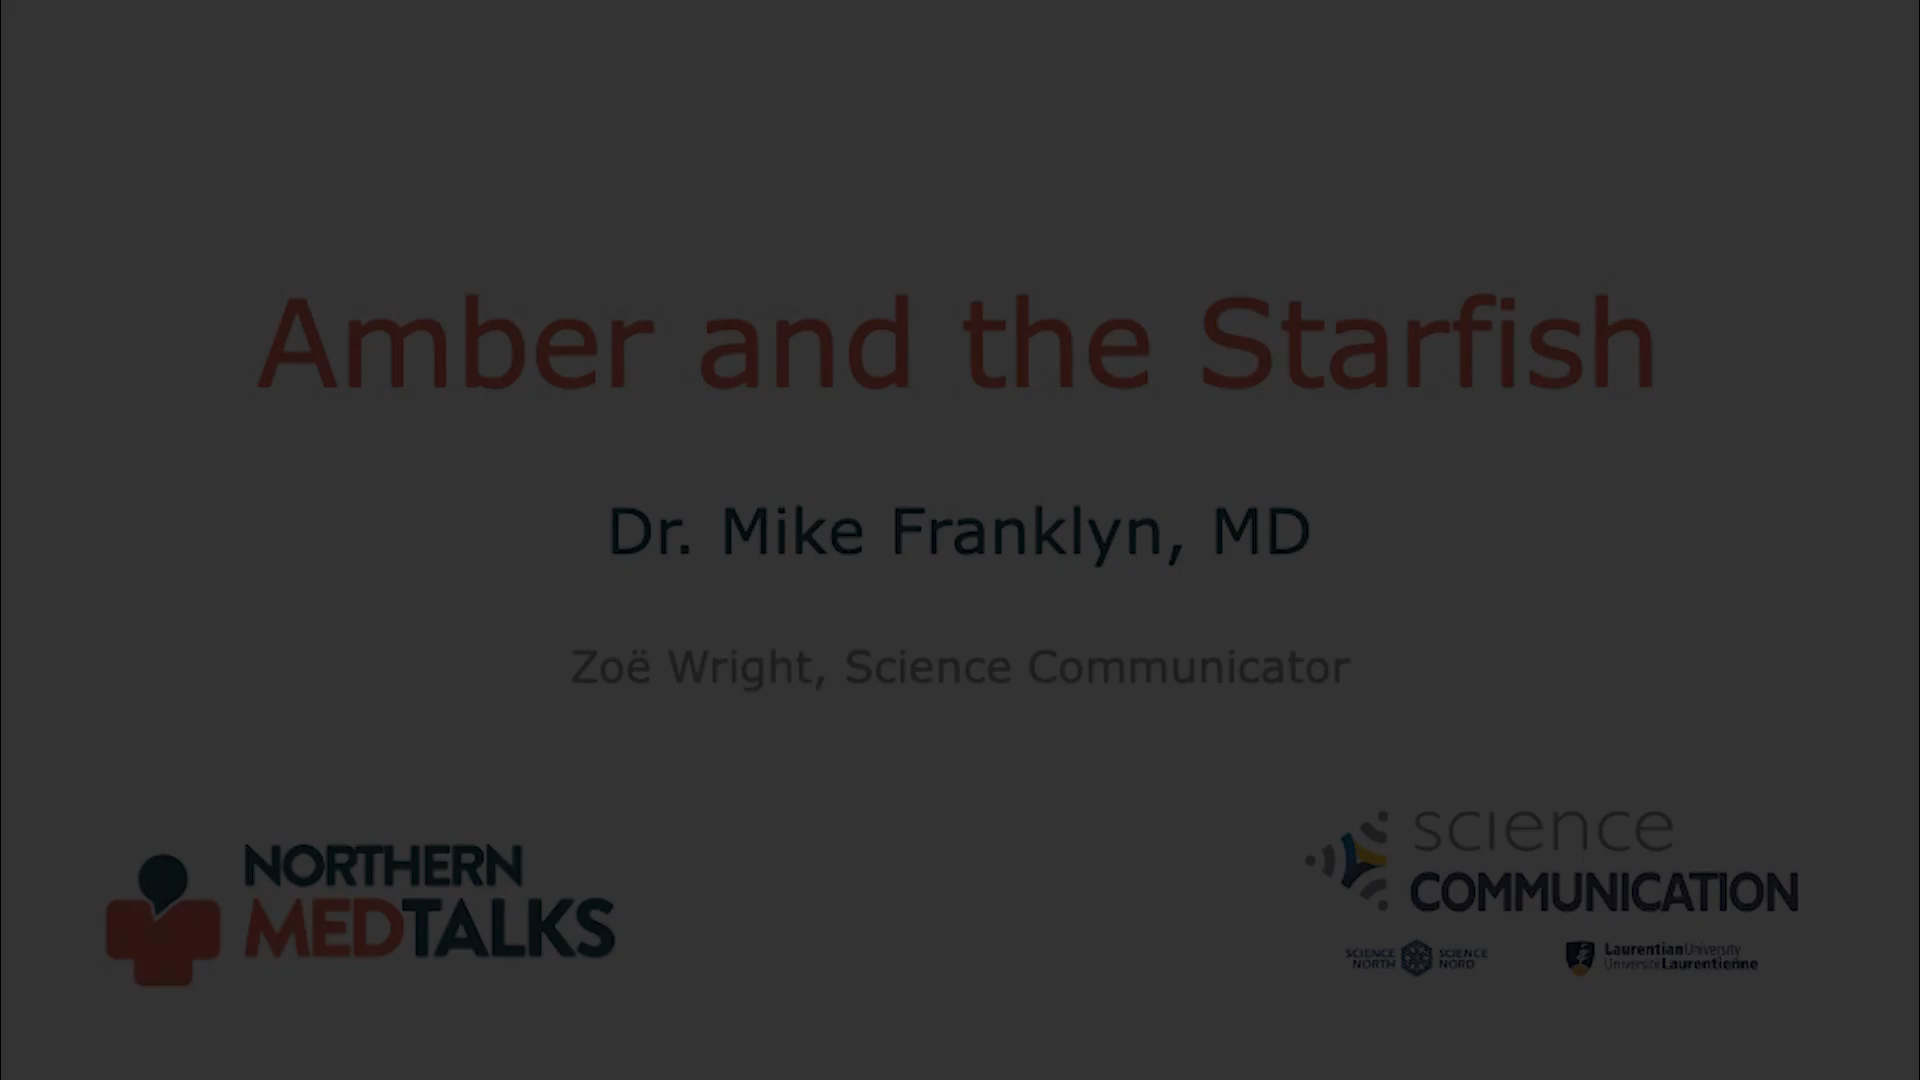 Amber and the Starfish
Dr. Mike Franklyn, MD
Zoë Wright, Science Communicator
NORTHERN
MEDTALKS
science
COMMUNICATION
SCIENCE NORTH
SCIENCE NORD
LaurentianUniversity
UniversitéLaurentienne